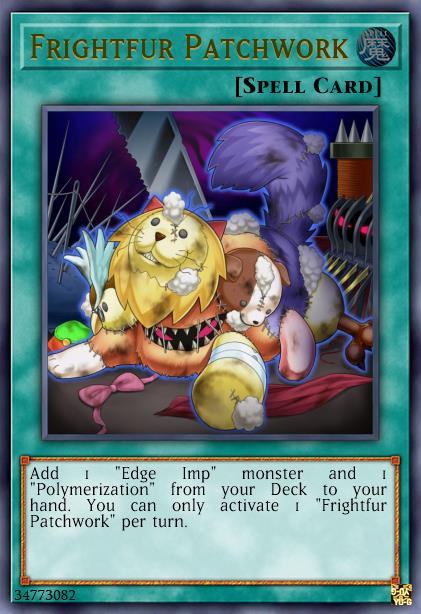 FRIGHTFUR PATCHWORK
魔
[SPELL CARD]
Add 1 "Edge Imp" monster and 1
"Polymerization" from your Deck to your
hand. You can only activate 1 "Frightfur
Patchwork" per turn.
34773082